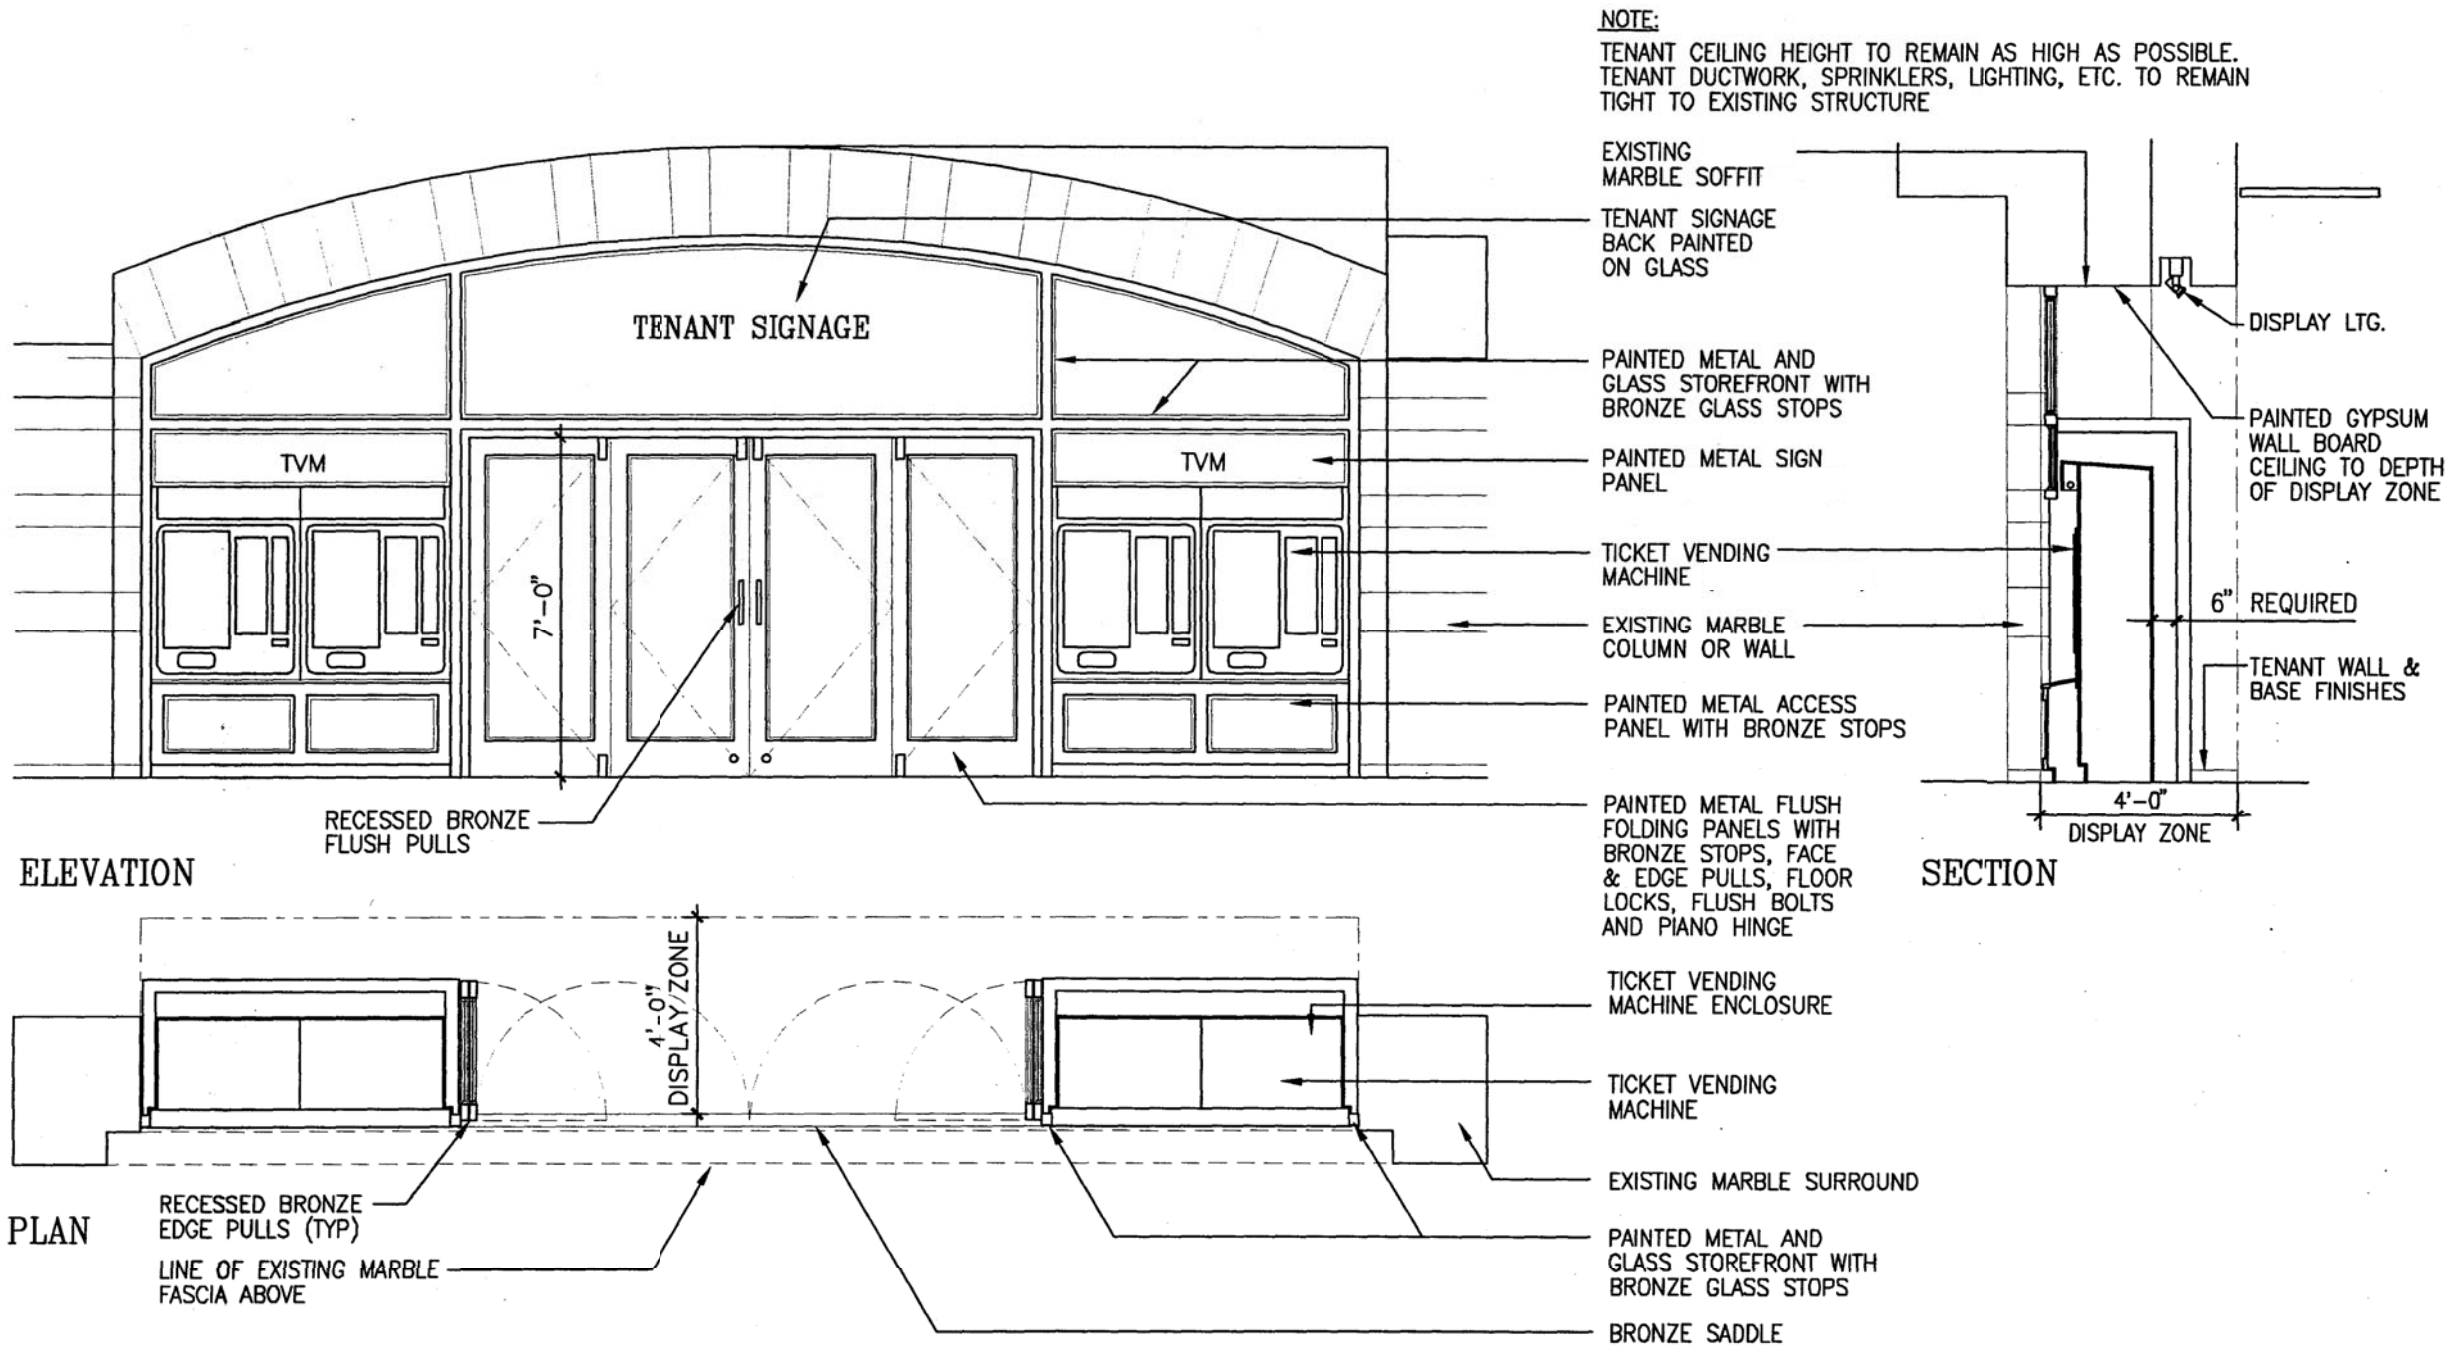 NOTE:
TENANT CEILING HEIGHT TO REMAIN AS HIGH AS POSSIBLE.
TENANT DUCTWORK, SPRINKLERS, LIGHTING, ETC. TO REMAIN
TIGHT TO EXISTING STRUCTURE
EXISTING
MARBLE SOFFIT
TENANT SIGNAGE
BACK PAINTED
ON GLASS
PAINTED METAL AND
GLASS STOREFRONT WITH
BRONZE GLASS STOPS
PAINTED METAL SIGN
PANEL
TICKET VENDING
MACHINE
EXISTING MARBLE
COLUMN OR WALL
PAINTED METAL ACCESS
PANEL WITH BRONZE STOPS
PAINTED METAL FLUSH
FOLDING PANELS WITH
BRONZE STOPS, FACE
& EDGE PULLS, FLOOR
LOCKS, FLUSH BOLTS
AND PIANO HINGE
TENANT SIGNAGE
TVM
TVM
7'-0"
RECESSED BRONZE
FLUSH PULLS
ELEVATION
DISPLAY LTG.
PAINTED GYPSUM
WALL BOARD
CEILING TO DEPTH
OF DISPLAY ZONE
6" REQUIRED
TENANT WALL &
BASE FINISHES
4'-0"
DISPLAY ZONE
SECTION
4'-0"
DISPLAY ZONE
TICKET VENDING
MACHINE ENCLOSURE
TICKET VENDING
MACHINE
EXISTING MARBLE SURROUND
PAINTED METAL AND
GLASS STOREFRONT WITH
BRONZE GLASS STOPS
BRONZE SADDLE
RECESSED BRONZE
EDGE PULLS (TYP)
LINE OF EXISTING MARBLE
FASCIA ABOVE
PLAN